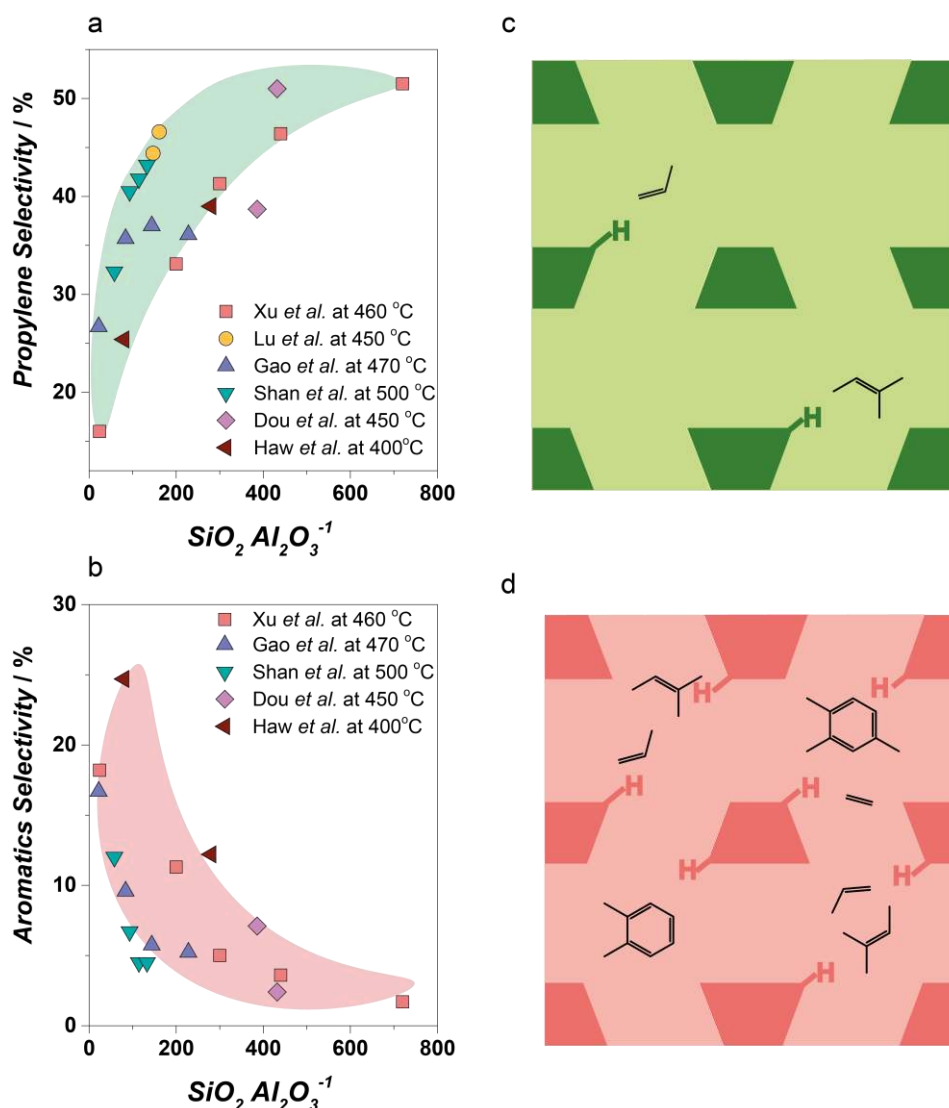 a
Propylene Selectivity / %
50
40
30
20
0 200 400 600 800
SiO₂ Al₂O₃⁻¹
Xu et al. at 460 °C
Lu et al. at 450 °C
Gao et al. at 470 °C
Shan et al. at 500 °C
Dou et al. at 450 °C
Haw et al. at 400°C
b
Aromatics Selectivity / %
30
20
10
0
0 200 400 600 800
SiO₂ Al₂O₃⁻¹
Xu et al. at 460 °C
Gao et al. at 470 °C
Shan et al. at 500 °C
Dou et al. at 450 °C
Haw et al. at 400°C
c
H
H
d
H
H
H
H
H
H
H